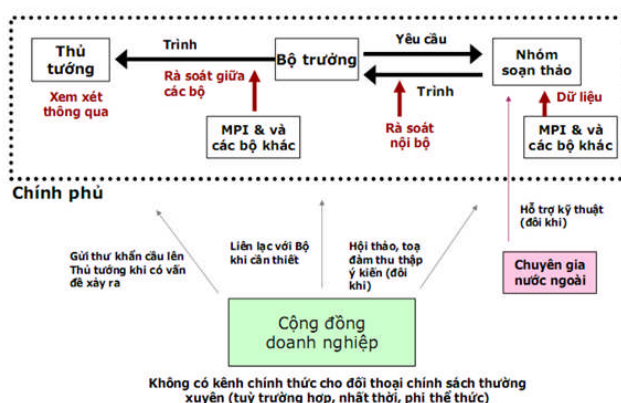 Thủ
tướng
Trình
Bộ trưởng
Yêu cầu
Nhóm
soạn thảo
Xem xét
thông qua
Rà soát giữa
các bộ
Trình
Dữ liệu
MPI & và
các bộ khác
Rà soát
nội bộ
MPI & và
các bộ khác
Chính phủ
Gửi thư khẩn cầu lên
Thủ tướng khi có vấn
đề xảy ra
Liên lạc với Bộ
khi cần thiết
Hội thảo, toạ
đàm thu thập
ý kiến (đôi
khi)
Hỗ trợ kỹ thuật
(đôi khi)
Chuyên gia
nước ngoài
Cộng đồng
doanh nghiệp
Không có kênh chính thức cho đối thoại chính sách thường
xuyên (tuỳ trường hợp, nhất thời, phi thể thức)